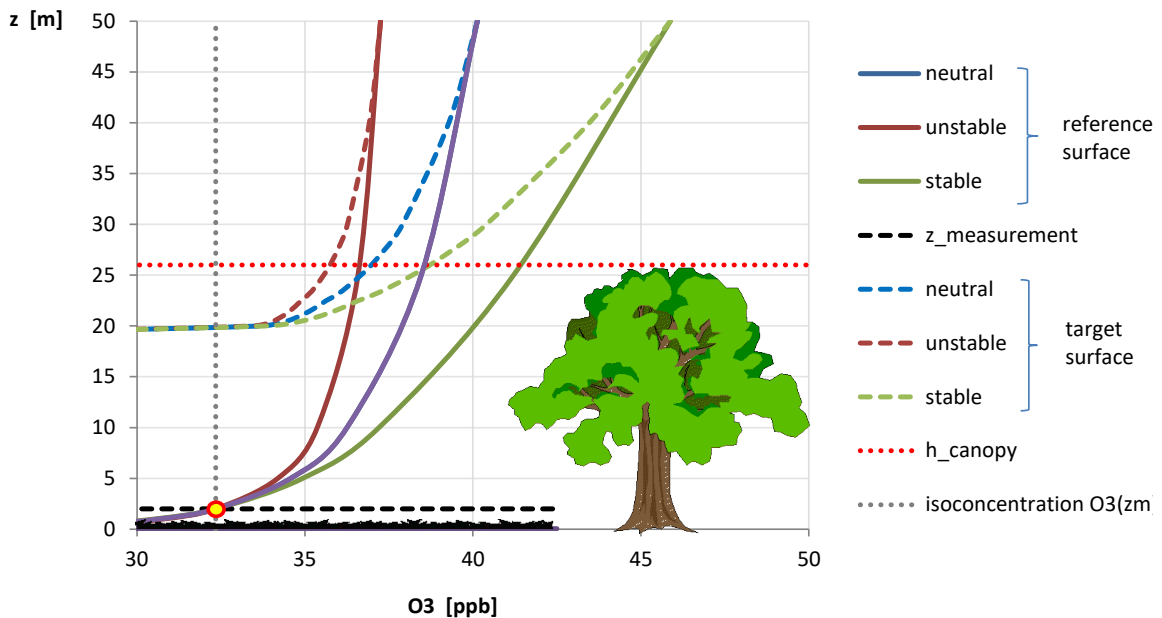 z [m]
50
45
40
35
30
25
20
15
10
5
0
30
35
40
45
50
O3 [ppb]
neutral
unstable
stable
reference
surface
z_measurement
neutral
unstable
stable
target
surface
h_canopy
isoconcentration O3(zm)